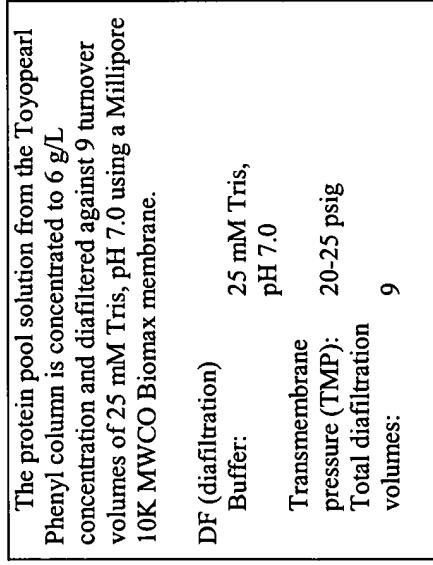 The protein pool solution from the Toyopearl
Phenyl column is concentrated to 6 g/L
concentration and diafiltered against 9 turnover
volumes of 25 mM Tris, pH 7.0 using a Millipore
10K MWCO Biomax membrane.
DF (diafiltration)
Buffer: 25 mM Tris,
pH 7.0
Transmembrane
pressure (TMP): 20-25 psig
Total diafiltration
volumes: 9